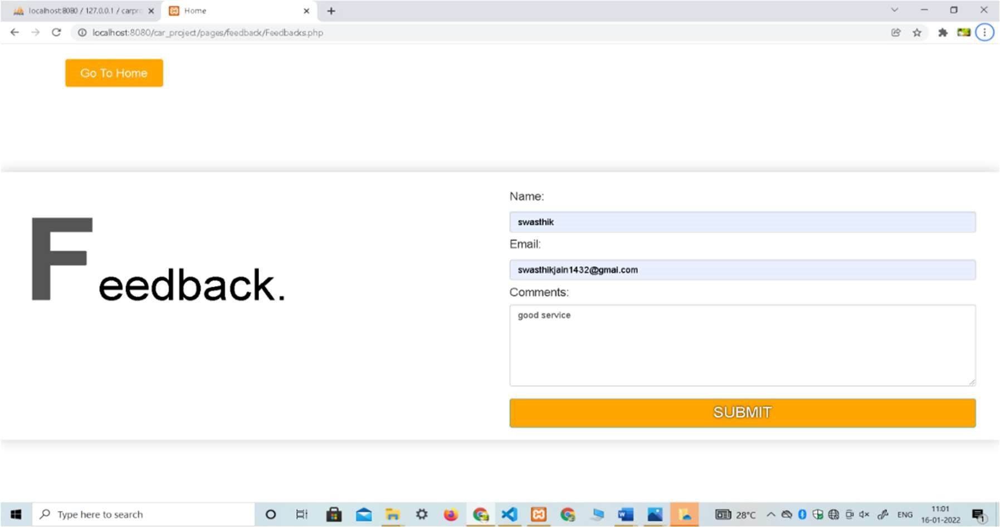 localhost:8080 / 127.0.0.1 / carpro
Home
localhost:8080/car_project/pages/feedback/Feedbacks.php
Go To Home
Feedback.
Name:
swasthik
Email:
swasthikjain1432@gmal.com
Comments:
good service
SUBMIT
Type here to search
28°C
ENG
11:01
16-01-2022
1